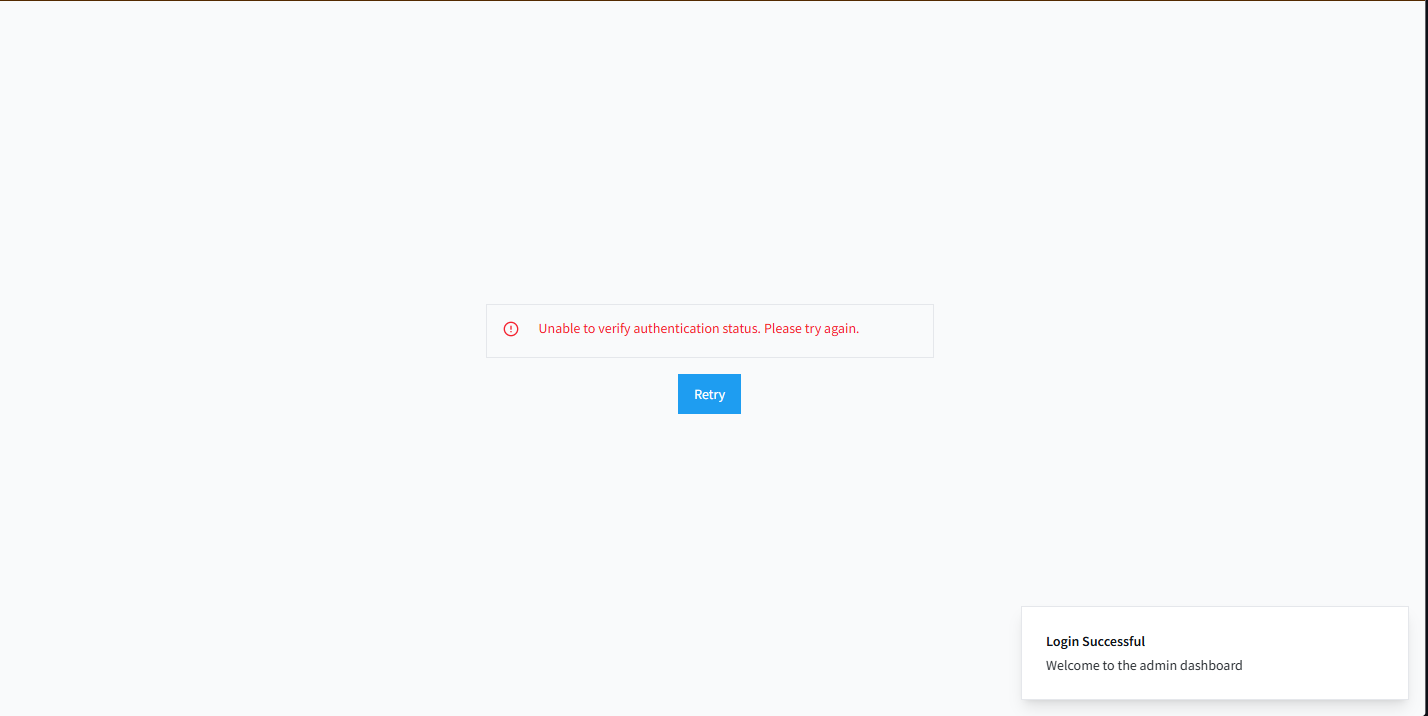 Unable to verify authentication status. Please try again.
Retry
Login Successful
Welcome to the admin dashboard